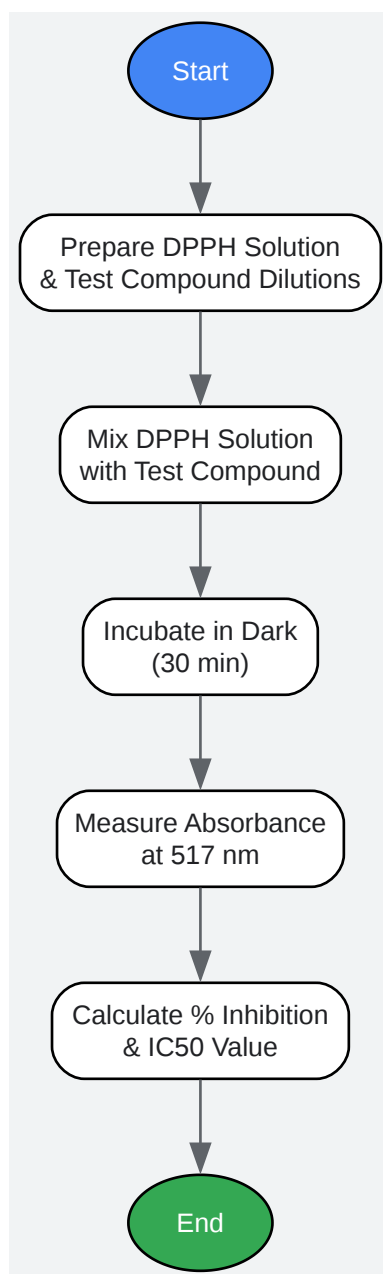 Start
Prepare DPPH Solution
& Test Compound Dilutions
Mix DPPH Solution
with Test Compound
Incubate in Dark
(30 min)
Measure Absorbance
at 517 nm
Calculate % Inhibition
& IC50 Value
End